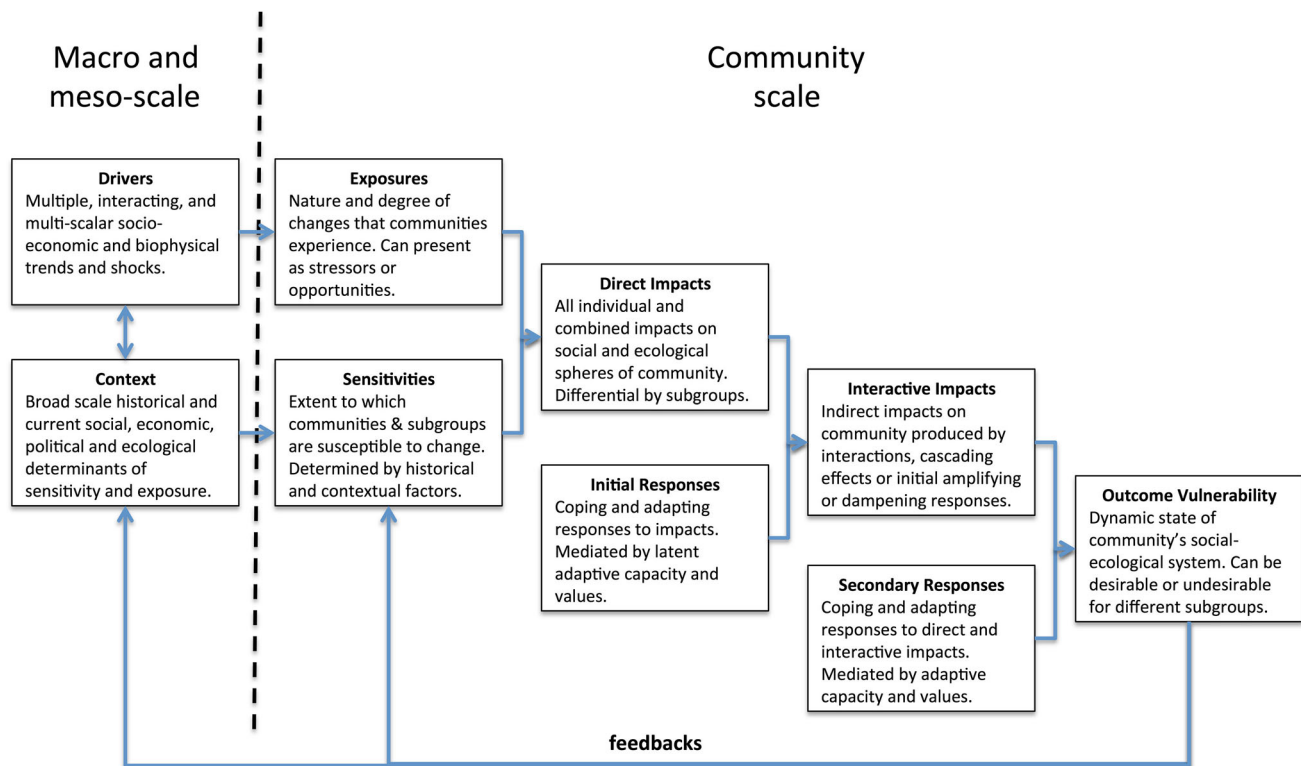 Macro and
meso-scale
Community
scale
Drivers
Multiple, interacting, and
multi-scalar socio-
economic and biophysical
trends and shocks.
Exposures
Nature and degree of
changes that communities
experience. Can present
as stressors or
opportunities.
Direct Impacts
All individual and
combined impacts on
social and ecological
spheres of community.
Differential by subgroups.
Context
Broad scale historical and
current social, economic,
political and ecological
determinants of
sensitivity and exposure.
Sensitivities
Extent to which
communities & subgroups
are susceptible to change.
Determined by historical
and contextual factors.
Interactive Impacts
Indirect impacts on
community produced by
interactions, cascading
effects or initial amplifying
or dampening responses.
Initial Responses
Coping and adapting
responses to impacts.
Mediated by latent
adaptive capacity and
values.
Outcome Vulnerability
Dynamic state of
community's social-
ecological system. Can be
desirable or undesirable
for different subgroups.
Secondary Responses
Coping and adapting
responses to direct and
interactive impacts.
Mediated by adaptive
capacity and values.
feedbacks